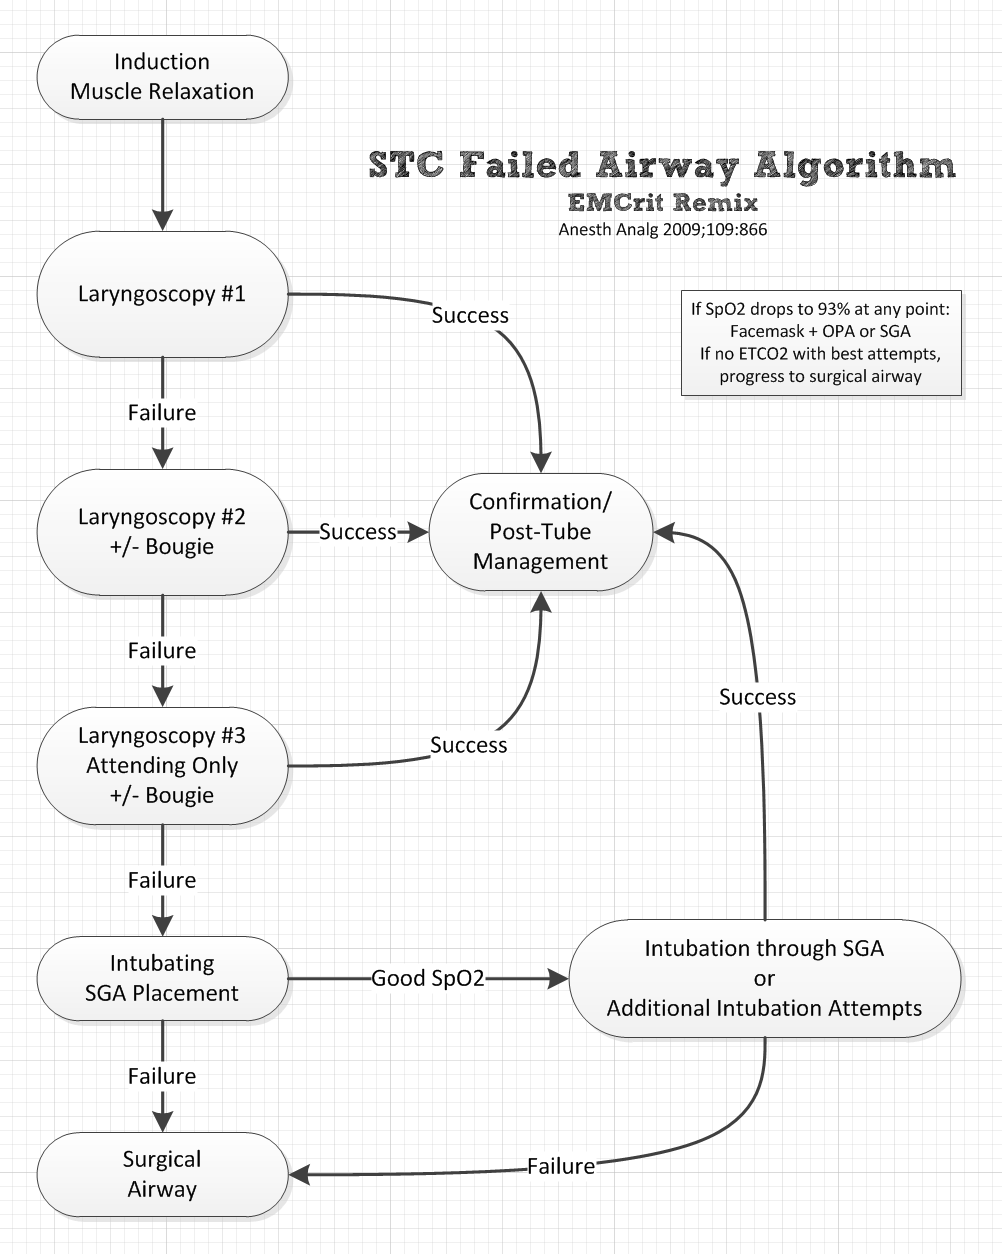 Induction
Muscle Relaxation
STC Failed Airway Algorithm
EMCrit Remix
Anesth Analg 2009;109:866
Laryngoscopy #1
Success
If SpO2 drops to 93% at any point:
Facemask + OPA or SGA
If no ETCO2 with best attempts,
progress to surgical airway
Failure
Laryngoscopy #2
+/- Bougie
Success
Confirmation/
Post-Tube
Management
Failure
Success
Laryngoscopy #3
Attending Only
+/- Bougie
Success
Failure
Intubating
SGA Placement
Good SpO2
Intubation through SGA
or
Additional Intubation Attempts
Failure
Surgical
Airway
Failure